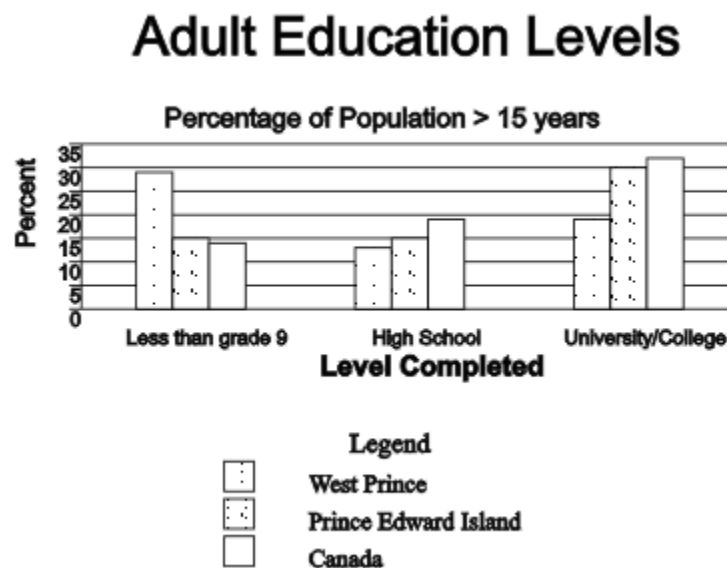 Adult Education Levels
Percentage of Population > 15 years
Percent
35
30
25
20
15
10
5
0
Less than grade 9 High School University/College
Level Completed
Legend
West Prince
Prince Edward Island
Canada